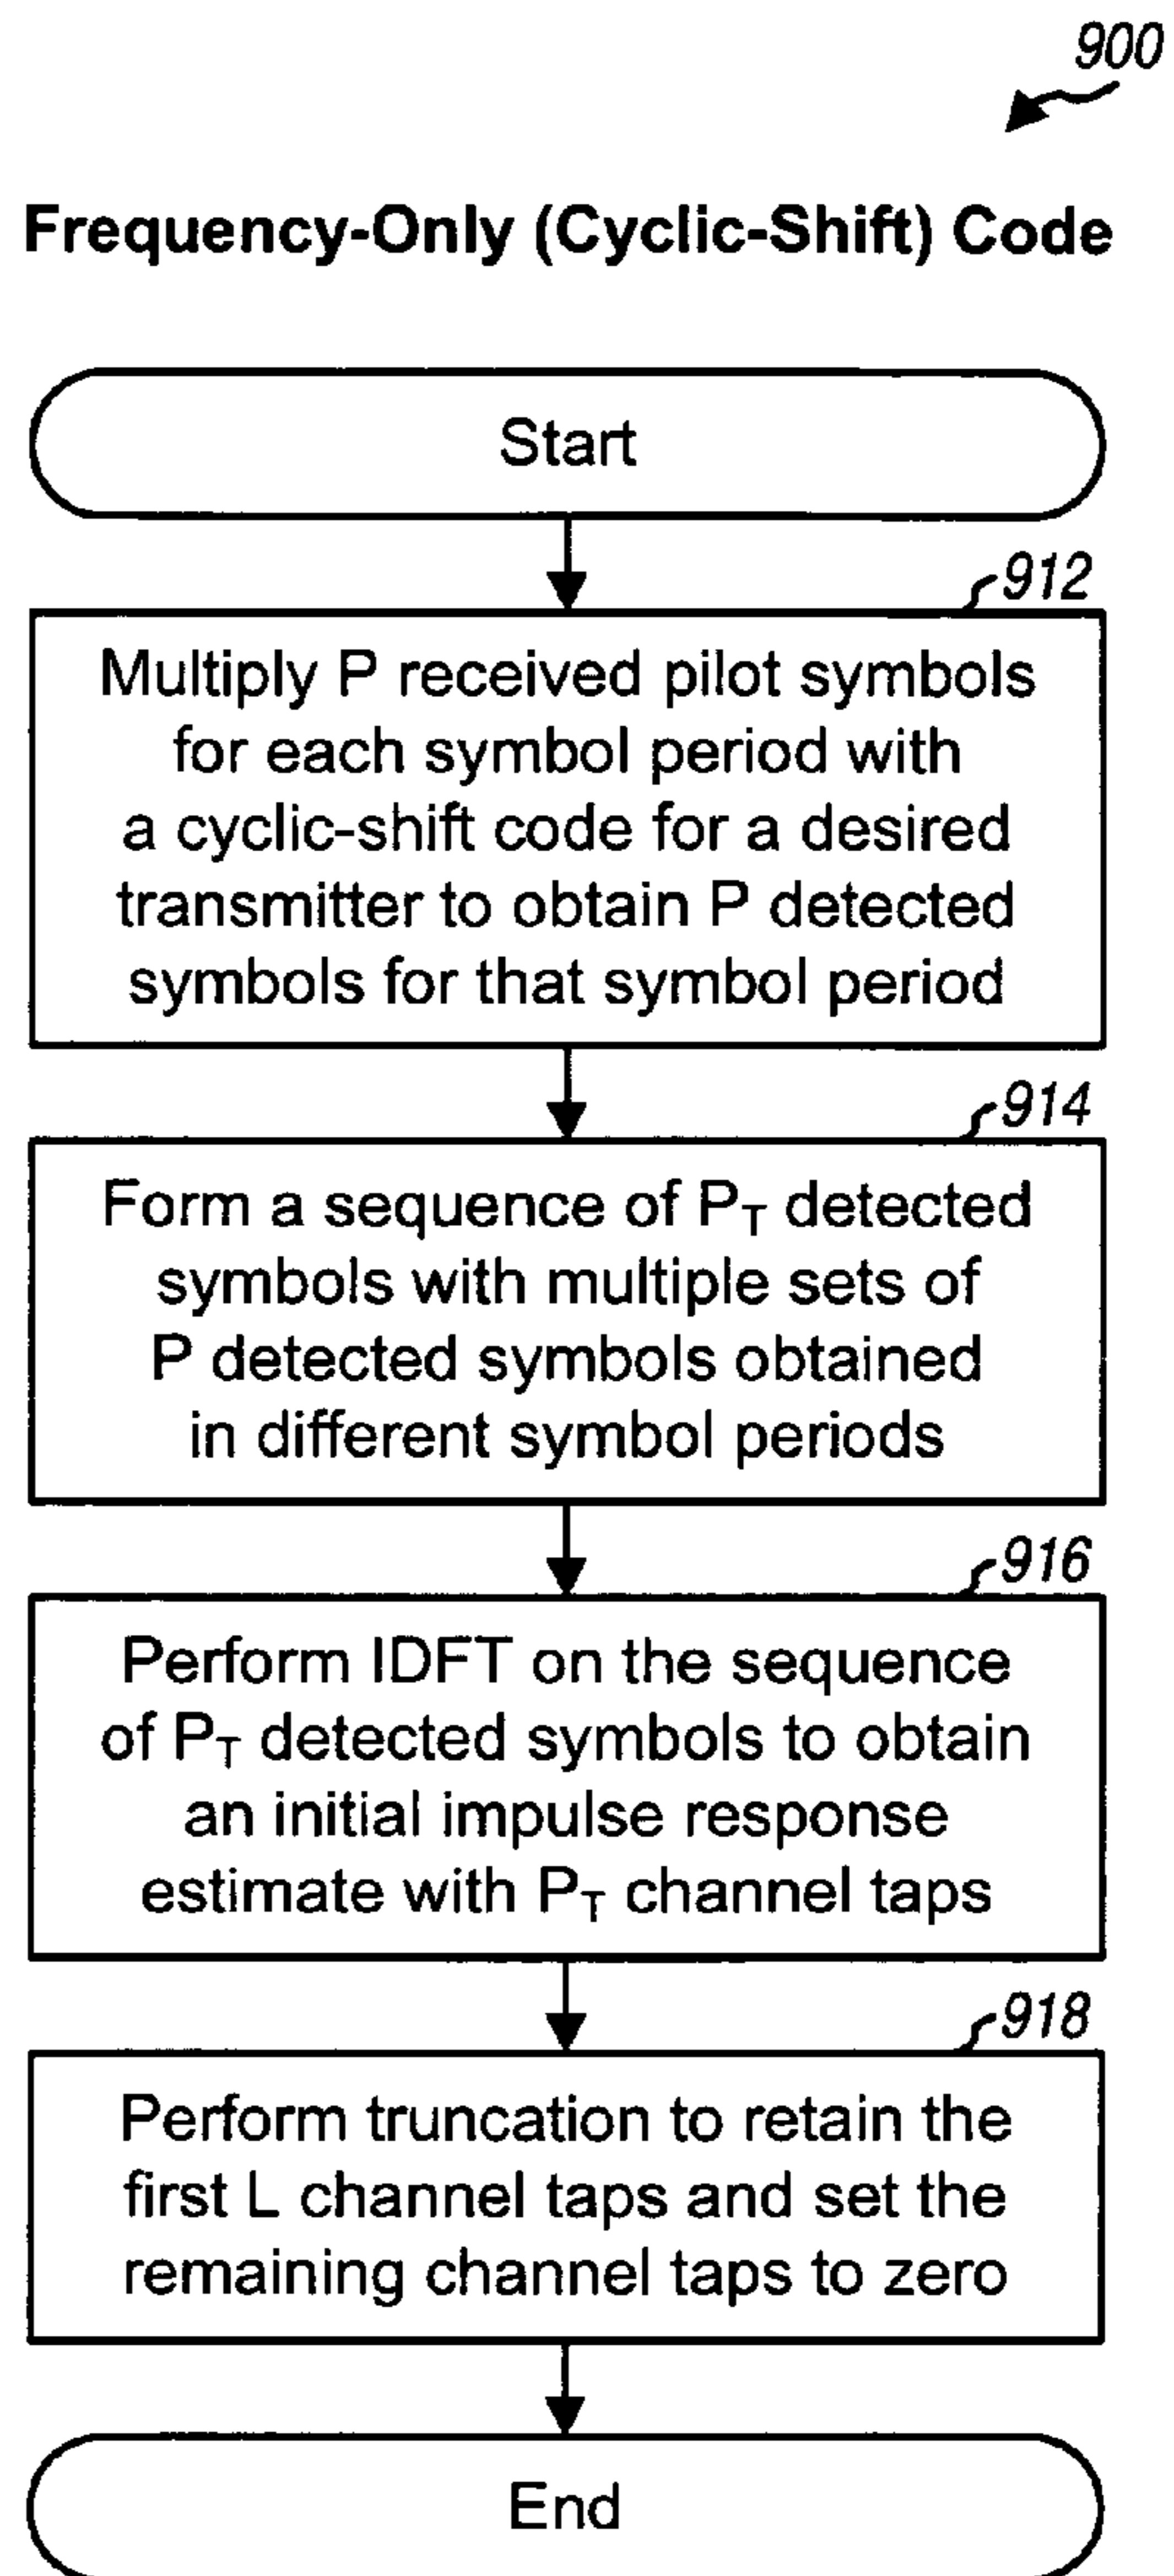 900
Frequency-Only (Cyclic-Shift) Code
Start
912
Multiply P received pilot symbols
for each symbol period with
a cyclic-shift code for a desired
transmitter to obtain P detected
symbols for that symbol period
914
Form a sequence of P_T detected
symbols with multiple sets of
P detected symbols obtained
in different symbol periods
916
Perform IDFT on the sequence
of P_T detected symbols to obtain
an initial impulse response
estimate with P_T channel taps
918
Perform truncation to retain the
first L channel taps and set the
remaining channel taps to zero
End